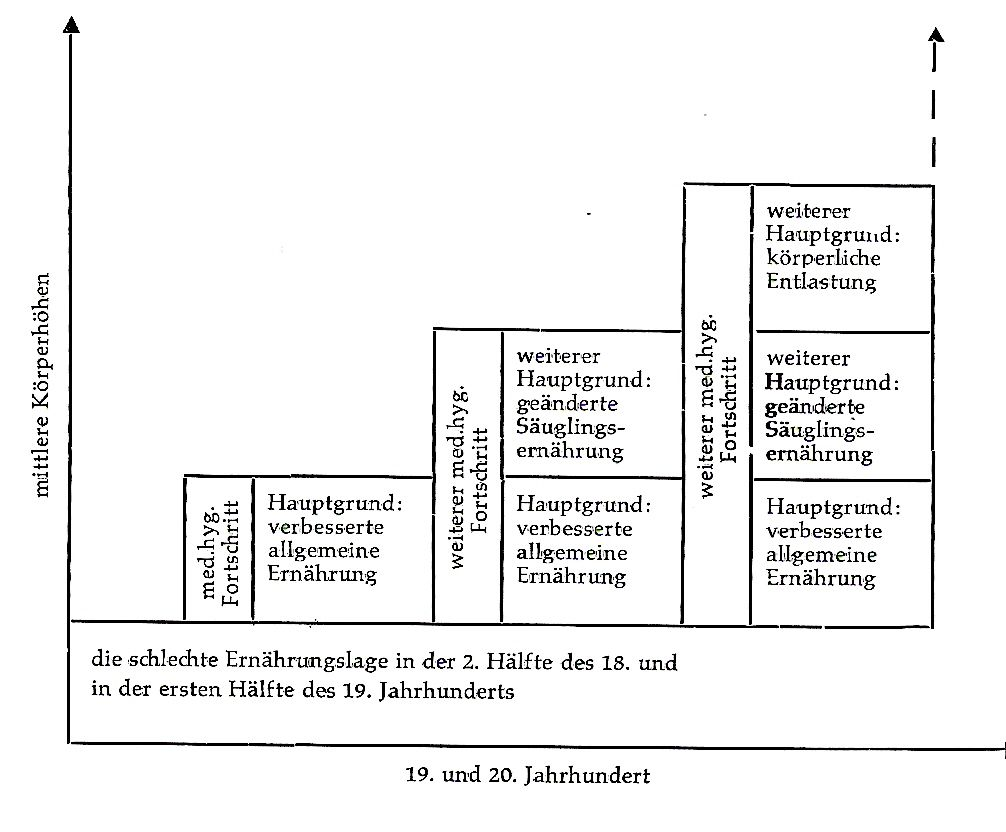 mittlere Körperhöhen
med.hyg.
Fortschritt
Hauptgrund:
verbesserte
allgemeine
Ernährung
weiterer med.hyg.
Fortschritt
weiterer
Hauptgrund:
geänderte
Säuglings-
ernährung
Hauptgrund:
verbesserte
allgemeine
Ernährung
weiterer med.hyg.
Fortschritt
weiterer
Hauptgrund:
körperliche
Entlastung
weiterer
Hauptgrund:
geänderte
Säuglings-
ernährung
Hauptgrund:
verbesserte
allgemeine
Ernährung
die schlechte Ernährungslage in der 2. Hälfte des 18. und
in der ersten Hälfte des 19. Jahrhunderts
19. und 20. Jahrhundert